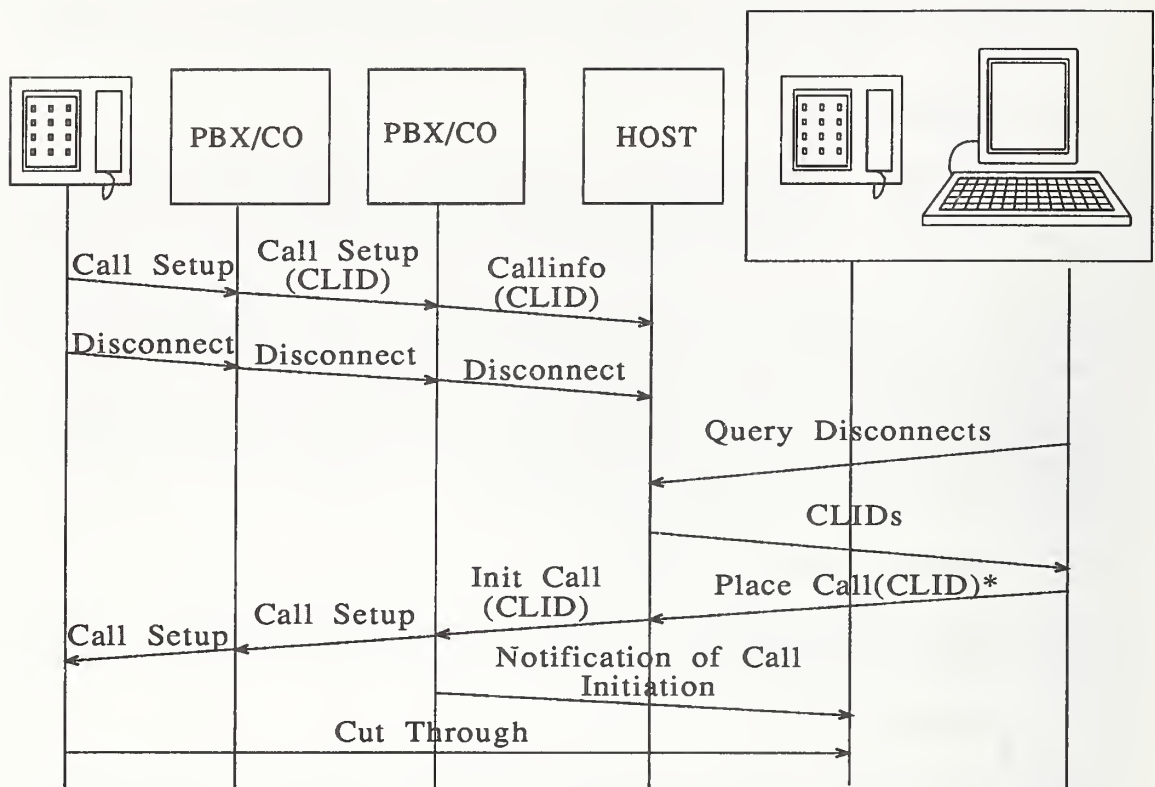 PBX/CO
PBX/CO
HOST
Call Setup
Call Setup
(CLID)
Callinfo
(CLID)
Disconnect
Disconnect
Disconnect
Query Disconnects
CLIDs
Place Call(CLID)*
Init Call
(CLID)
Call Setup
Call Setup
Notification of Call
Initiation
Cut Through